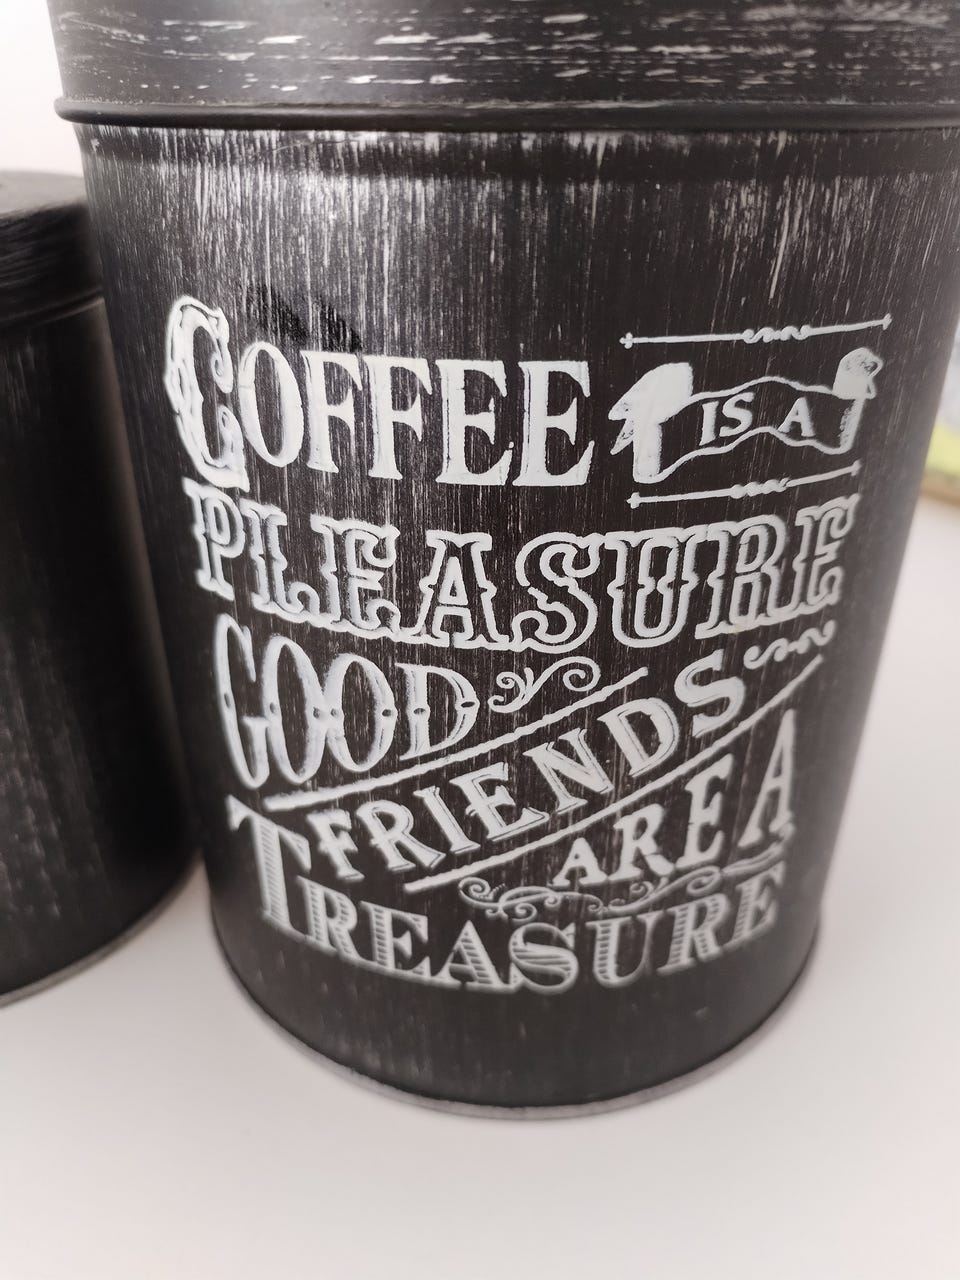 COFFEE IS A
PLEASURE
GOOD
FRIENDS
ARE A
TREASURE